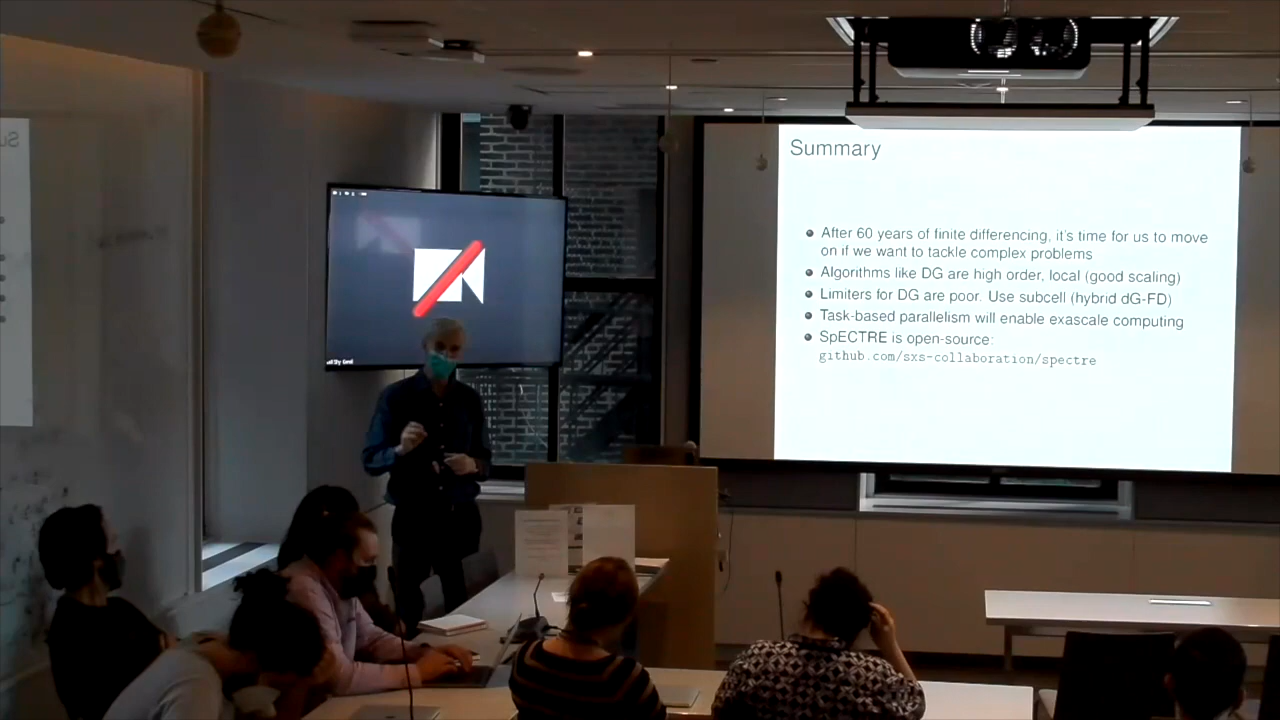 Summary
After 60 years of finite differencing, it's time for us to move
on if we want to tackle complex problems
Algorithms like DG are high order, local (good scaling)
Limiters for DG are poor. Use subcell (hybrid dG-FD)
Task-based parallelism will enable exascale computing
SpECTRE is open-source:
github.com/sxs-collaboration/spectre